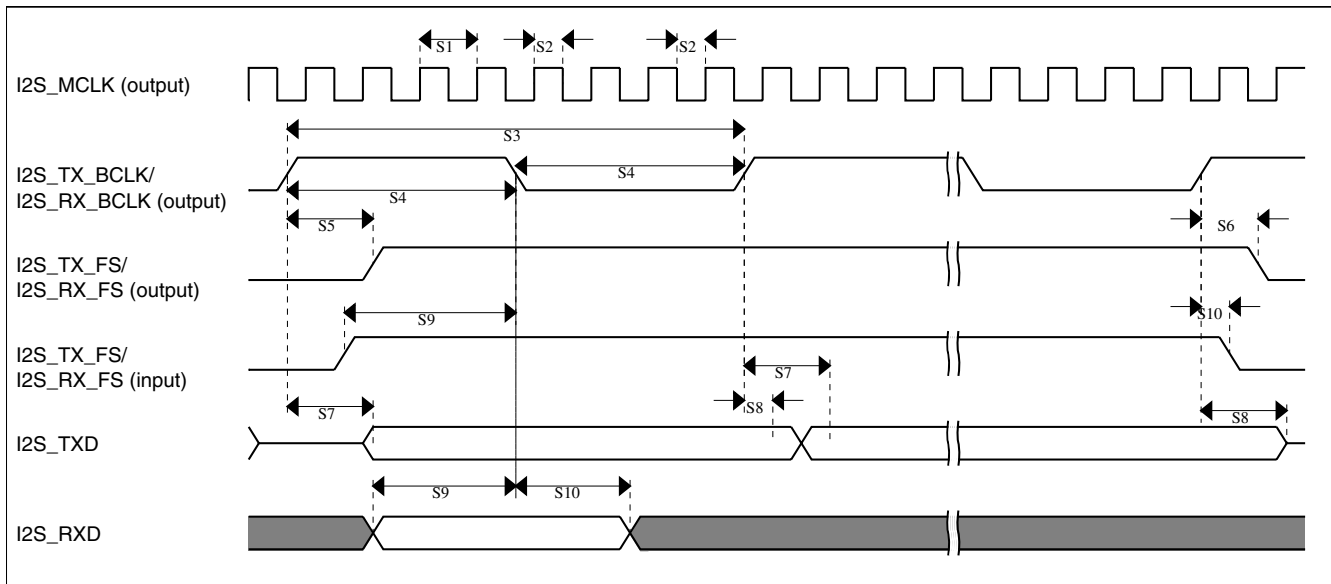 S1 S2 S2
I2S_MCLK (output)
S3
I2S_TX_BCLK/
I2S_RX_BCLK (output)
S4
S4
S5 S6
I2S_TX_FS/
I2S_RX_FS (output)
S9 S10
I2S_TX_FS/
I2S_RX_FS (input)
S7
S7 S8 S8
I2S_TXD
S9 S10
I2S_RXD